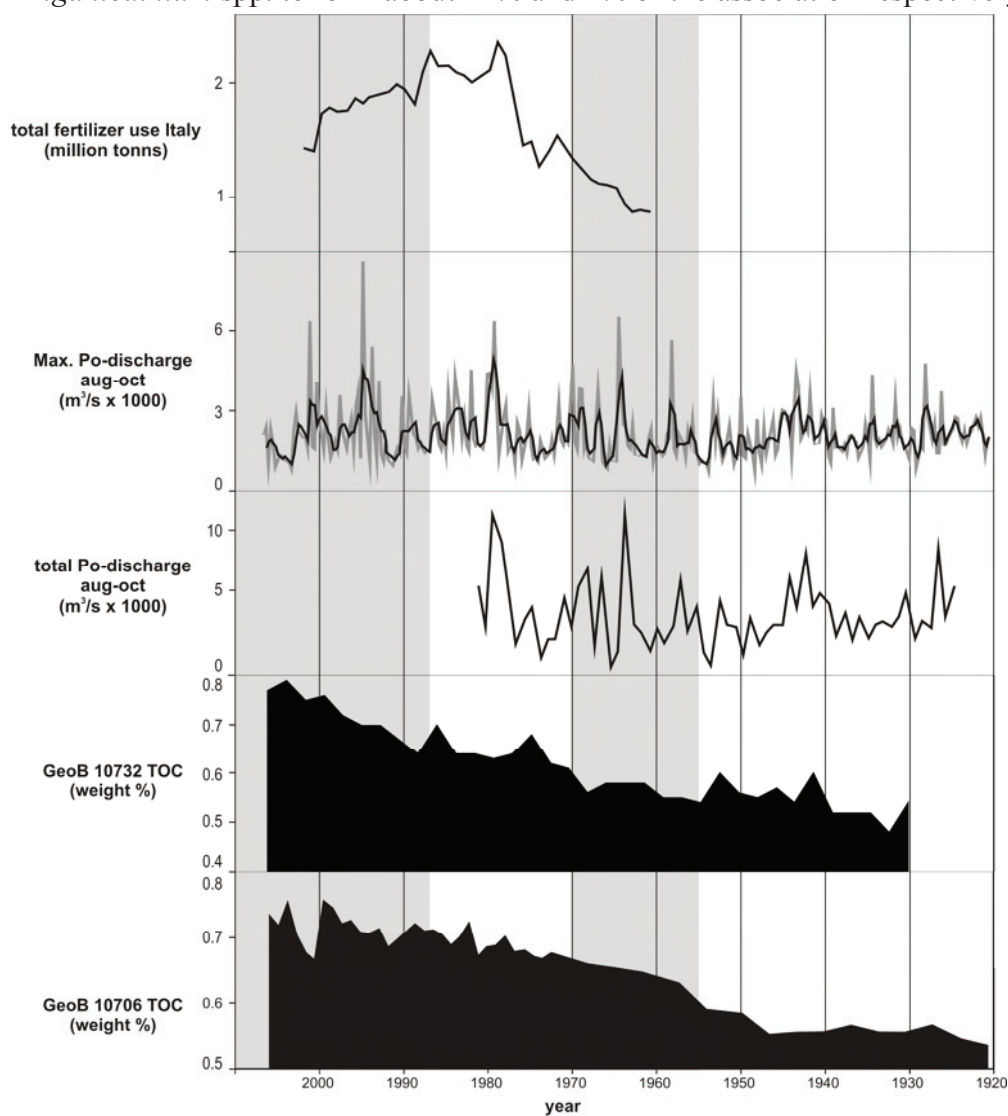 total fertilizer use Italy
(million tonns)
2
1
Max. Po-discharge
aug-oct
(m³/s x 1000)
6
3
0
total Po-discharge
aug-oct
(m³/s x 1000)
10
5
0
GeoB 10732 TOC
(weight %)
0.8
0.7
0.6
0.5
0.4
GeoB 10706 TOC
(weight %)
0.8
0.7
0.6
0.5
2000 1990 1980 1970 1960 1950 1940 1930 1920
year